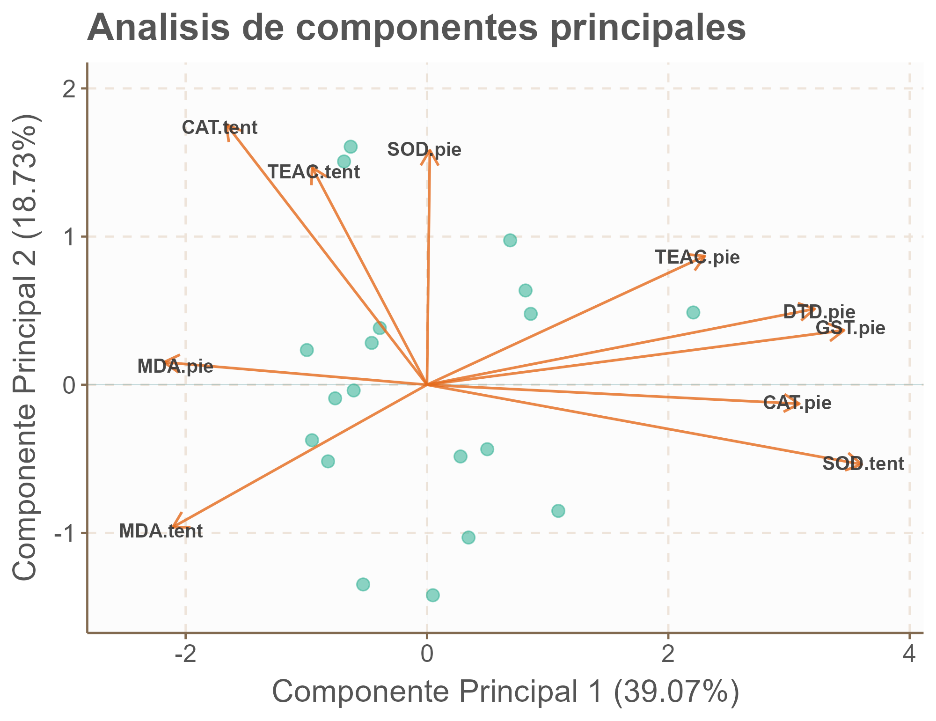 Analisis de componentes principales
Componente Principal 2 (18.73%)
2
1
0
-1
CAT.tent
SOD.pie
TEAC.tent
TEAC.pie
DTD.pie
GST.pie
MDA.pie
CAT.pie
SOD.tent
MDA.tent
-2
0
2
4
Componente Principal 1 (39.07%)